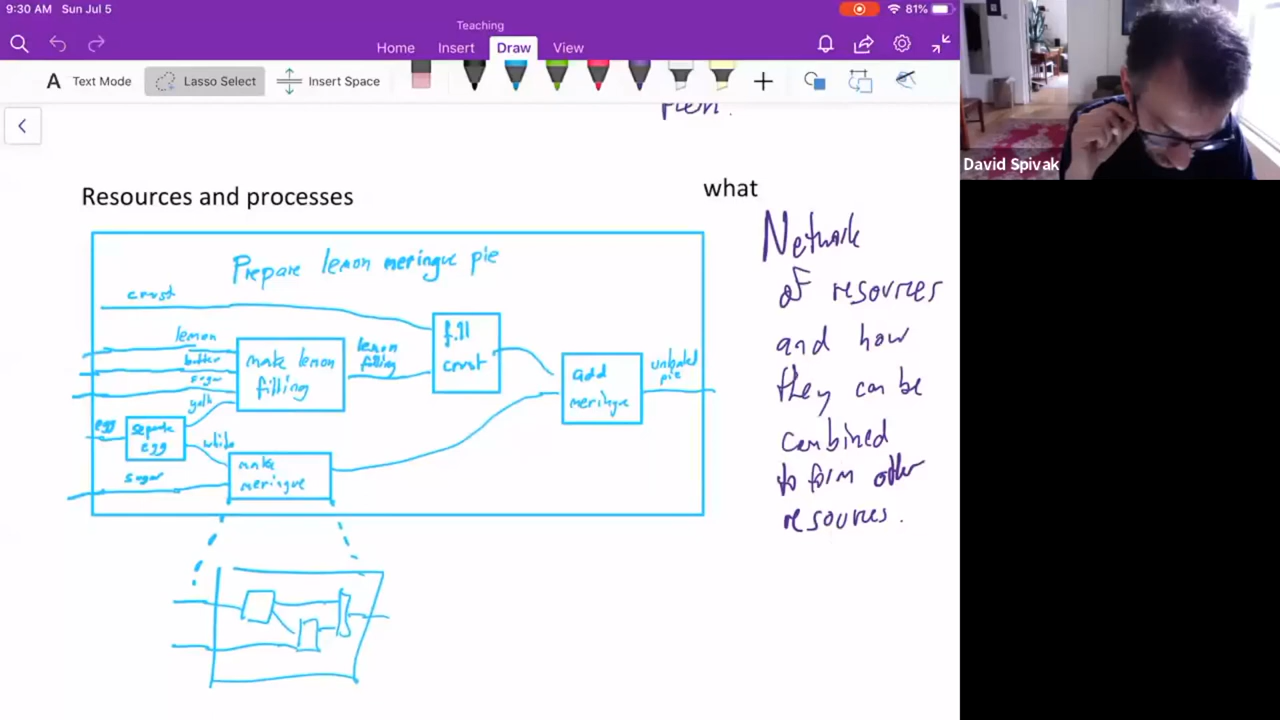 9:30 AM Sun Jul 5
81%
Teaching
Home Insert Draw View
A Text Mode Lasso Select Insert Space
David Spivak
Resources and processes
what
Prepare lemon meringue pie
crust
lemon
butter
sugar
yolk
egg
separate
egg
white
sugar
make lemon
filling
lemon
filling
make
meringue
fill
crust
add
meringue
unbaked
pie
Network
of resources
and how
they can be
combined
to form other
resources.